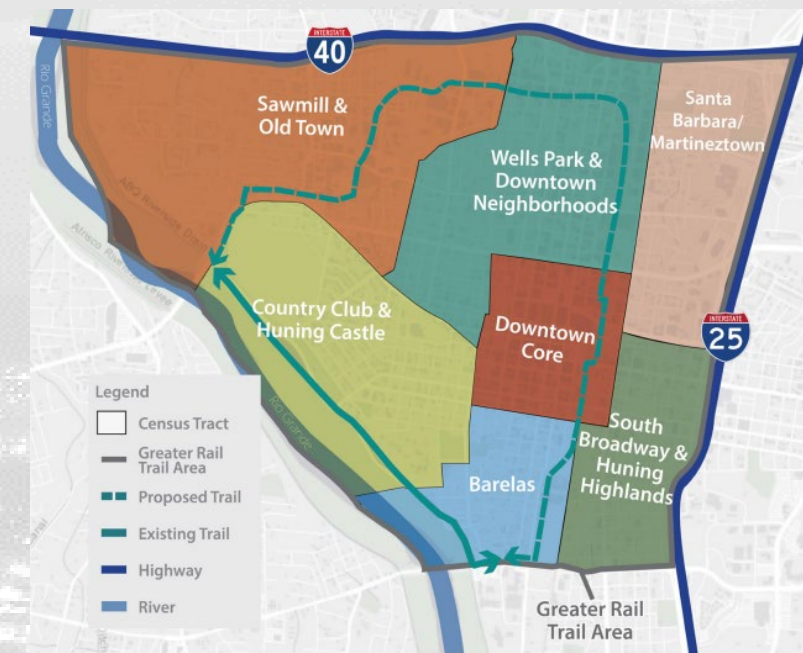 INTERSTATE
40
Rio Grande
Sawmill &
Old Town
Santa
Barbara/
Martineztown
Wells Park &
Downtown
Neighborhoods
Country Club &
Huning Castle
Downtown
Core
INTERSTATE
25
South
Broadway &
Huning
Highlands
Barelas
Rio Grande
Legend
Census Tract
Greater Rail
Trail Area
Proposed Trail
Existing Trail
Highway
River
Greater Rail
Trail Area